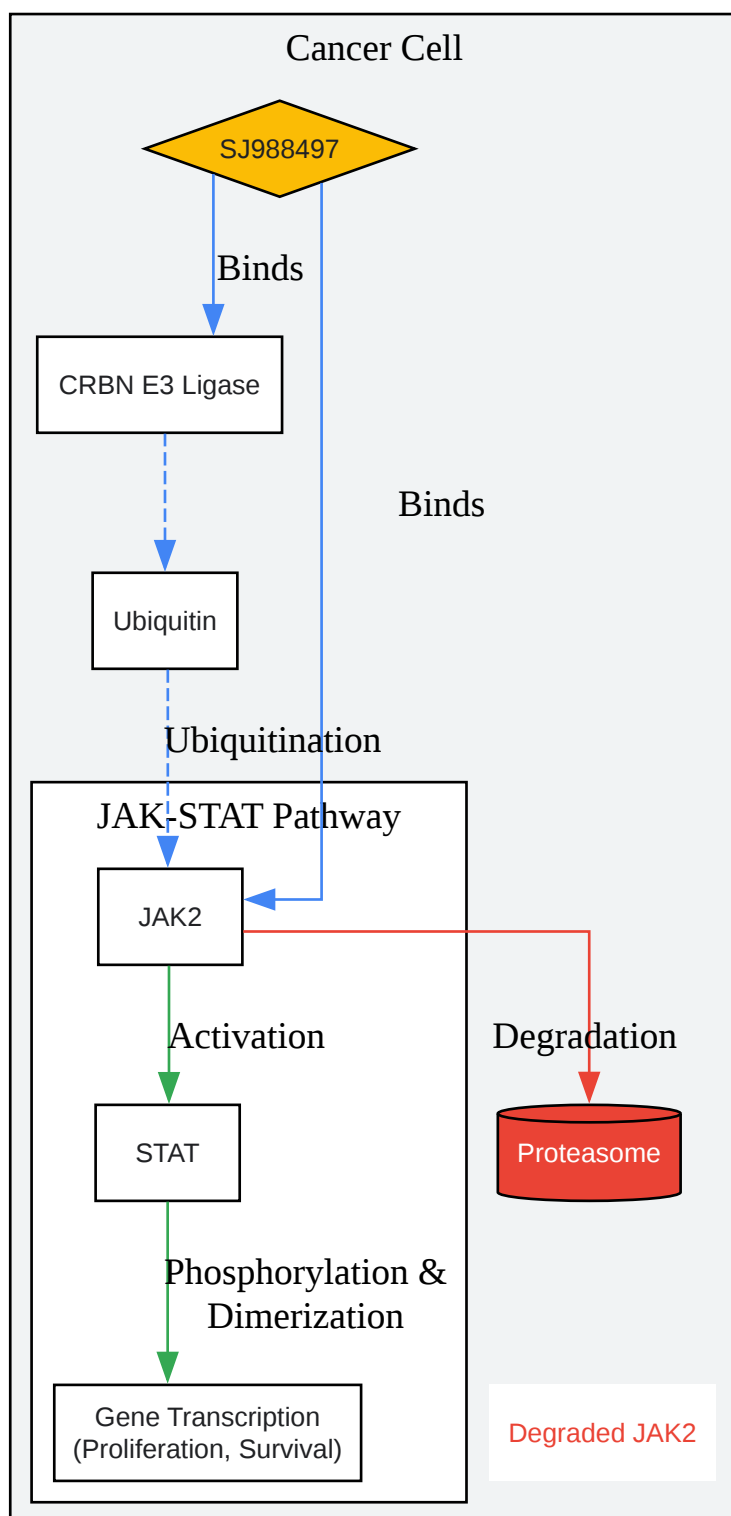 Cancer Cell
SJ988497
Binds
CRBN E3 Ligase
Binds
Ubiquitin
Ubiquitination
JAK-STAT Pathway
JAK2
Activation
Degradation
STAT
Proteasome
Phosphorylation &
Dimerization
Gene Transcription
(Proliferation, Survival)
Degraded JAK2